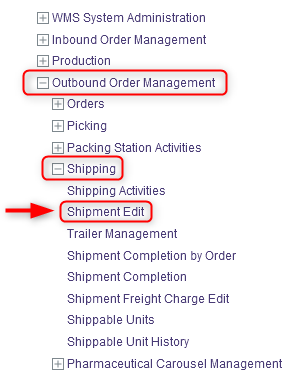 WMS System Administration
Inbound Order Management
Production
Outbound Order Management
Orders
Picking
Packing Station Activities
Shipping
Shipping Activities
Shipment Edit
Trailer Management
Shipment Completion by Order
Shipment Completion
Shipment Freight Charge Edit
Shippable Units
Shippable Unit History
Pharmaceutical Carousel Management